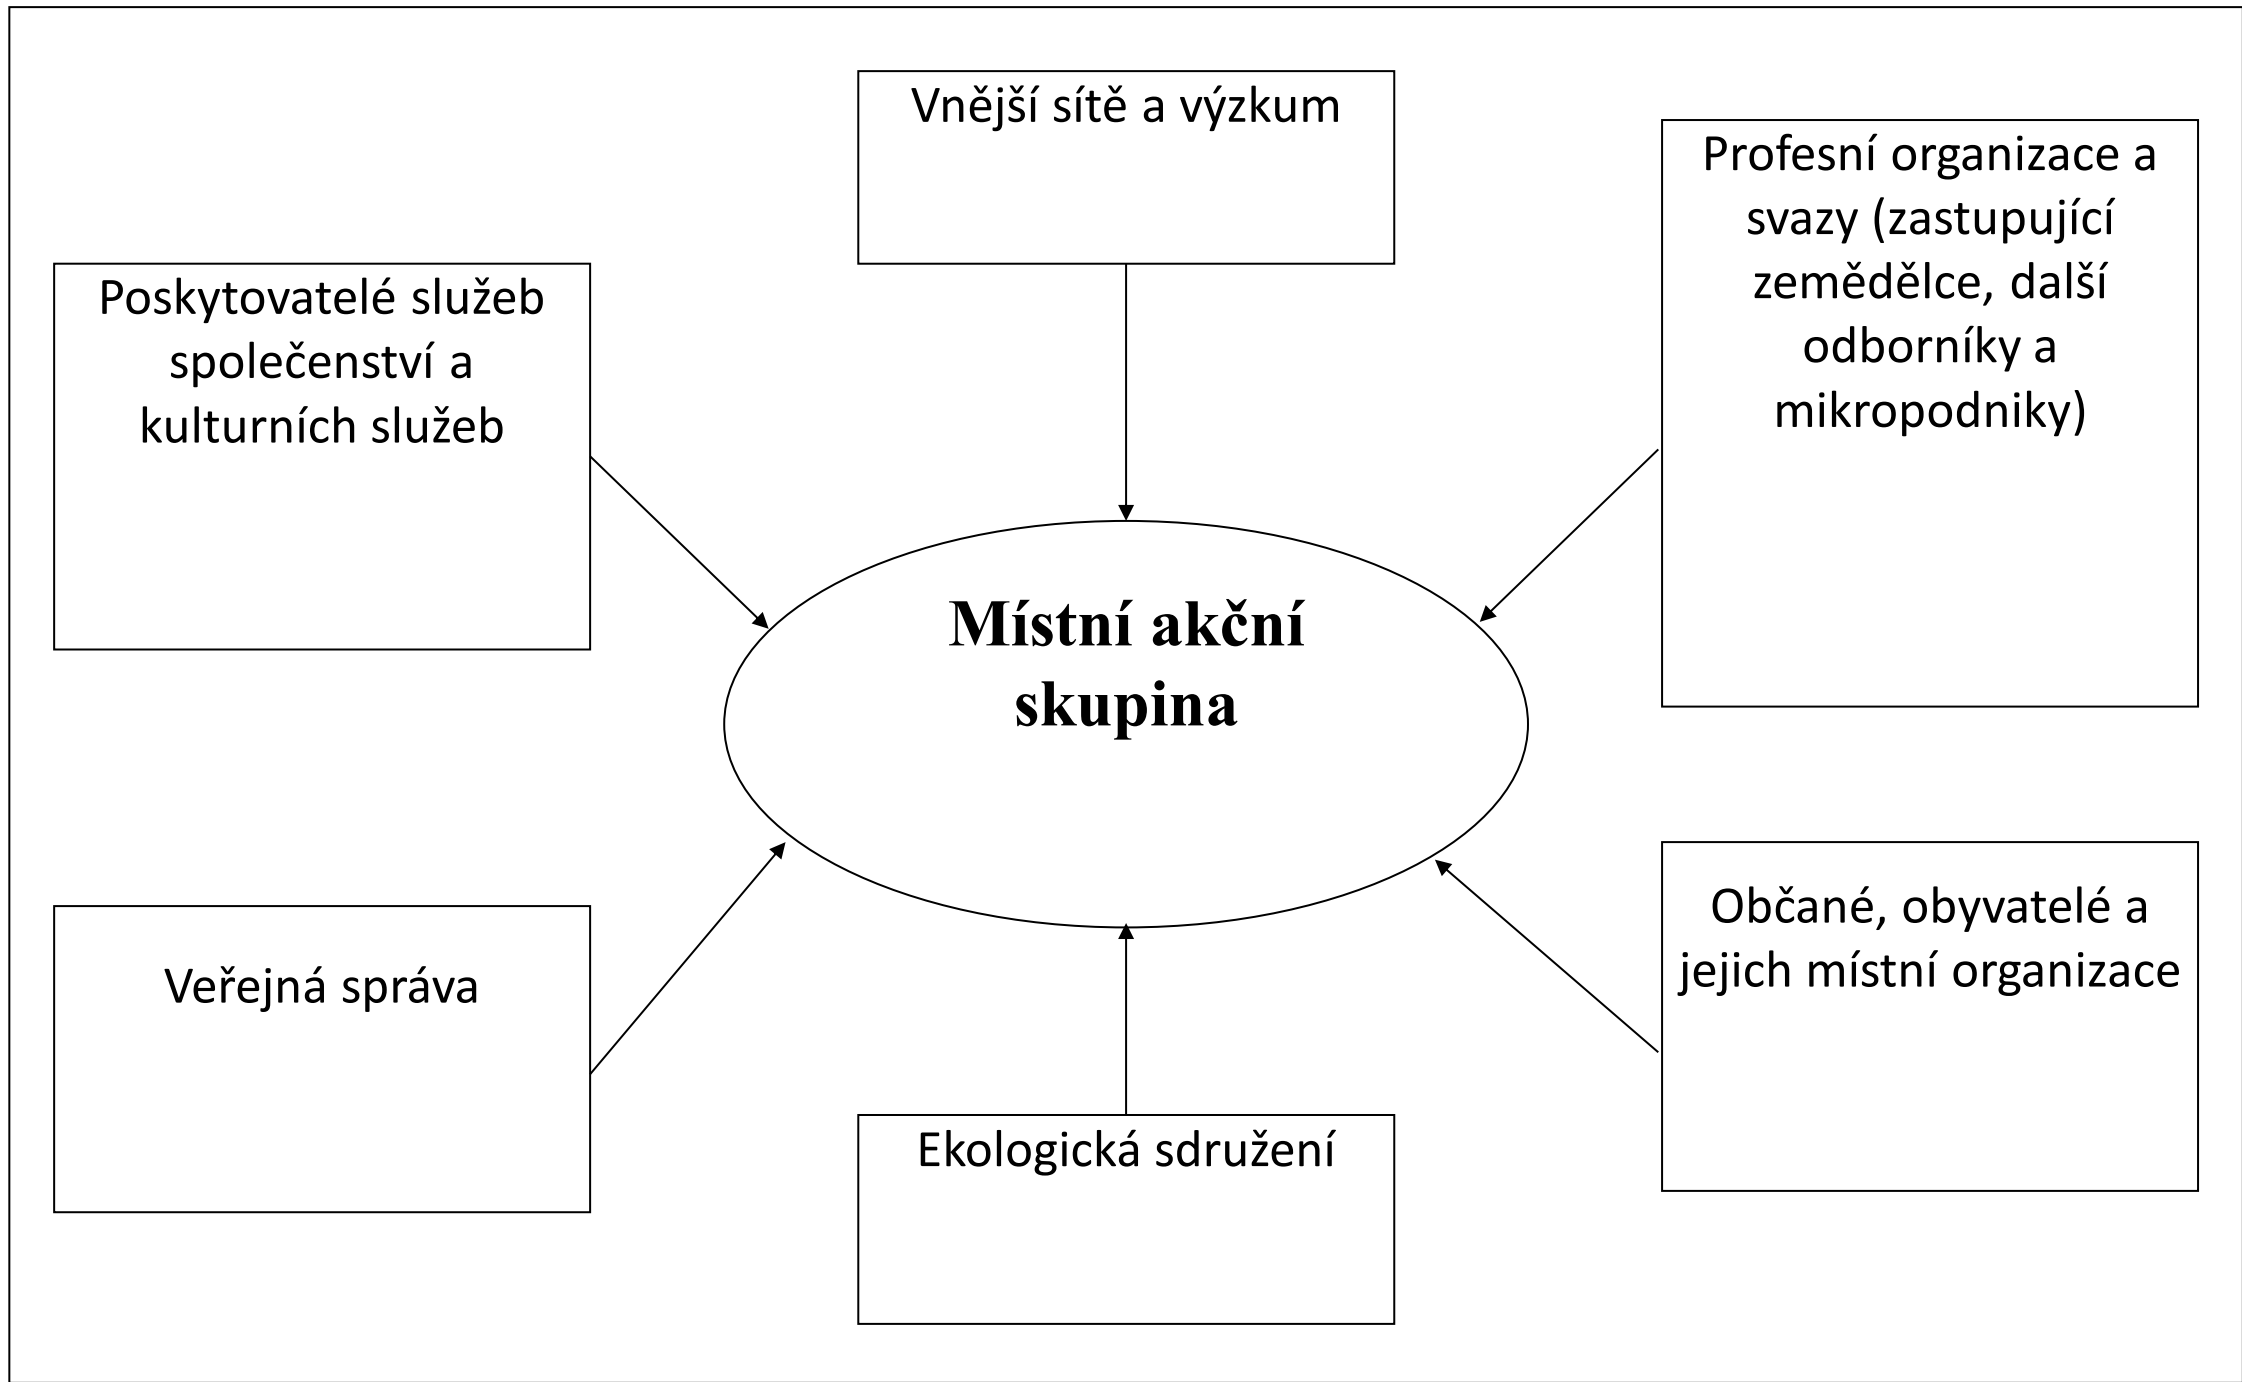 Vnější sítě a výzkum
Profesní organizace a
svazy (zastupující
zemědělce, další
odborníky a
mikropodniky)
Poskytovatelé služeb
společenství a
kulturních služeb
Místní akční
skupina
Občané, obyvatelé a
jejich místní organizace
Veřejná správa
Ekologická sdružení